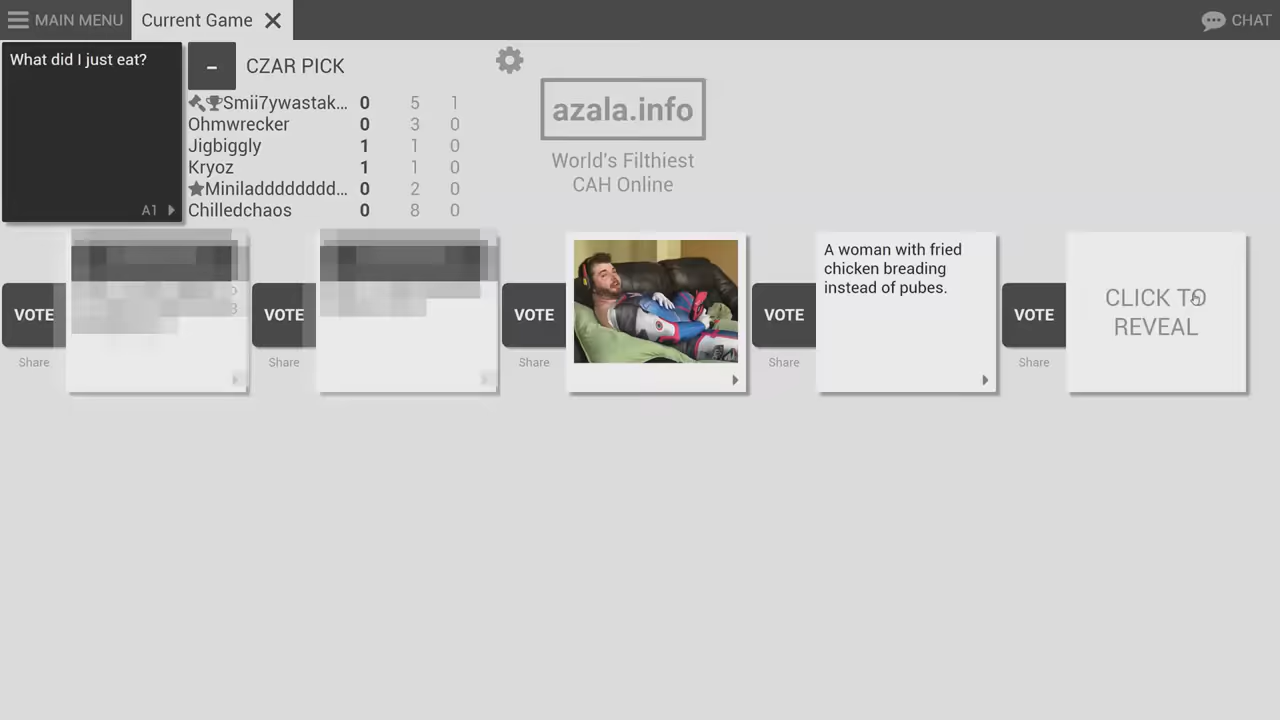 MAIN MENU
Current Game
CHAT
What did I just eat?
A1
-
CZAR PICK
Smii7ywastak... 0 5 1
Ohmwrecker 0 3 0
Jigbiggly 1 1 0
Kryoz 1 1 0
Miniladdddddddd... 0 2 0
Chilledchaos 0 8 0
azala.info
World's Filthiest
CAH Online
VOTE
Share
VOTE
Share
VOTE
Share
VOTE
Share
A woman with fried
chicken breading
instead of pubes.
VOTE
Share
CLICK TO
REVEAL